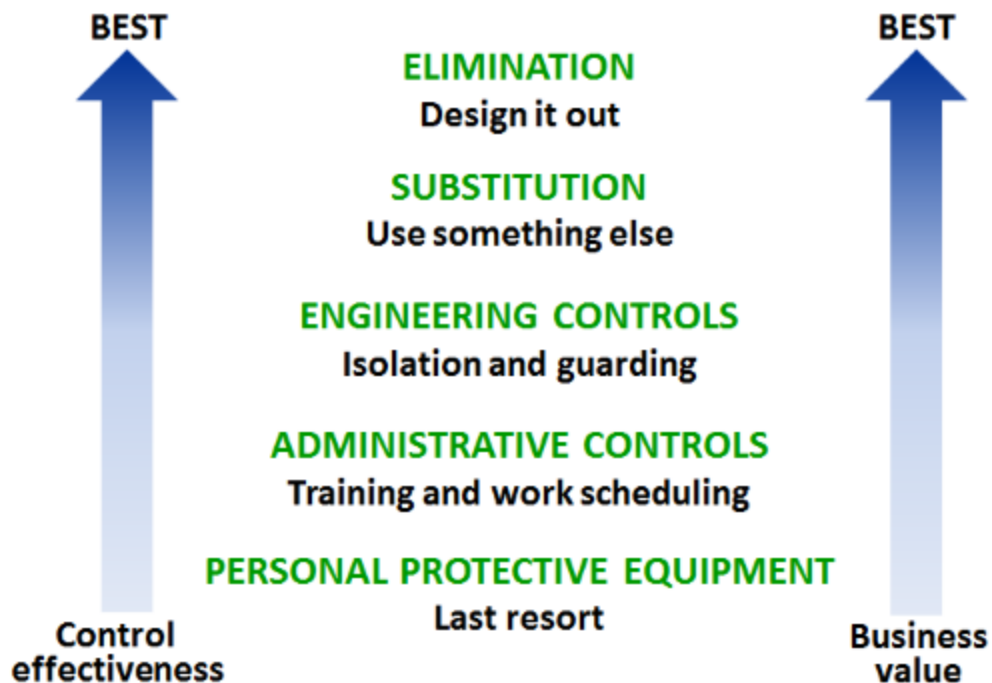 BEST
BEST
ELIMINATION
Design it out
SUBSTITUTION
Use something else
ENGINEERING CONTROLS
Isolation and guarding
ADMINISTRATIVE CONTROLS
Training and work scheduling
PERSONAL PROTECTIVE EQUIPMENT
Last resort
Control
effectiveness
Business
value